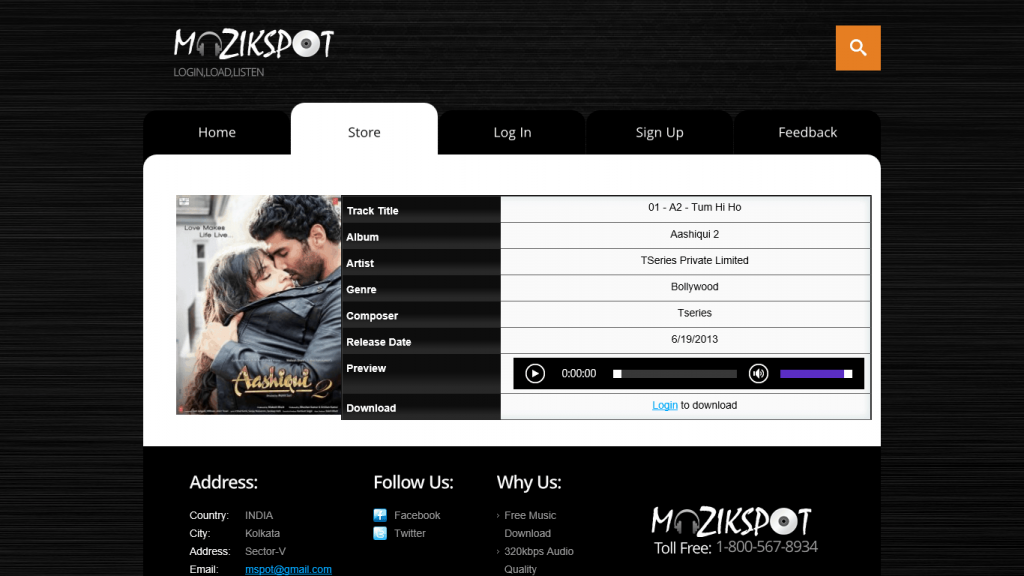 MUZIKSPOT
LOGIN,LOAD,LISTEN
Home
Store
Log In
Sign Up
Feedback
Love Makes
Life Live...
Aashiqui 2
Track Title
01 - A2 - Tum Hi Ho
Album
Aashiqui 2
Artist
TSeries Private Limited
Genre
Bollywood
Composer
Tseries
Release Date
6/19/2013
Preview
0:00:00
Download
Login to download
Address:
Country: INDIA
City: Kolkata
Address: Sector-V
Email: mspot@gmail.com
Follow Us:
Facebook
Twitter
Why Us:
› Free Music
Download
› 320kbps Audio
Quality
MUZIKSPOT
Toll Free: 1-800-567-8934